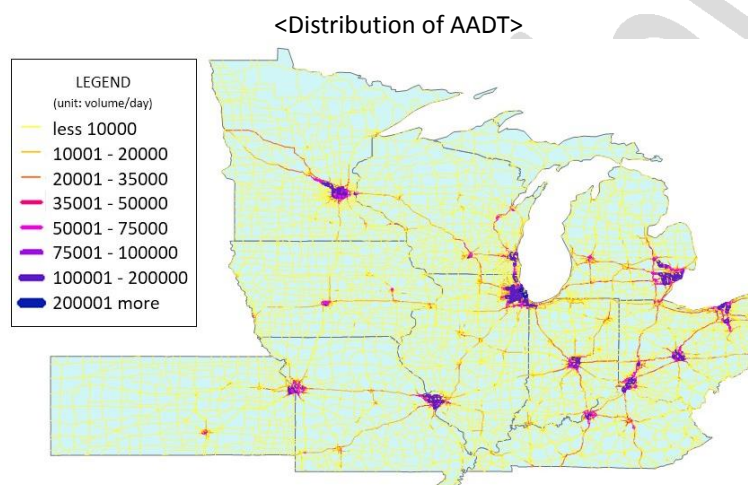 <Distribution of AADT>
LEGEND
(unit: volume/day)
less 10000
10001 - 20000
20001 - 35000
35001 - 50000
50001 - 75000
75001 - 100000
100001 - 200000
200001 more